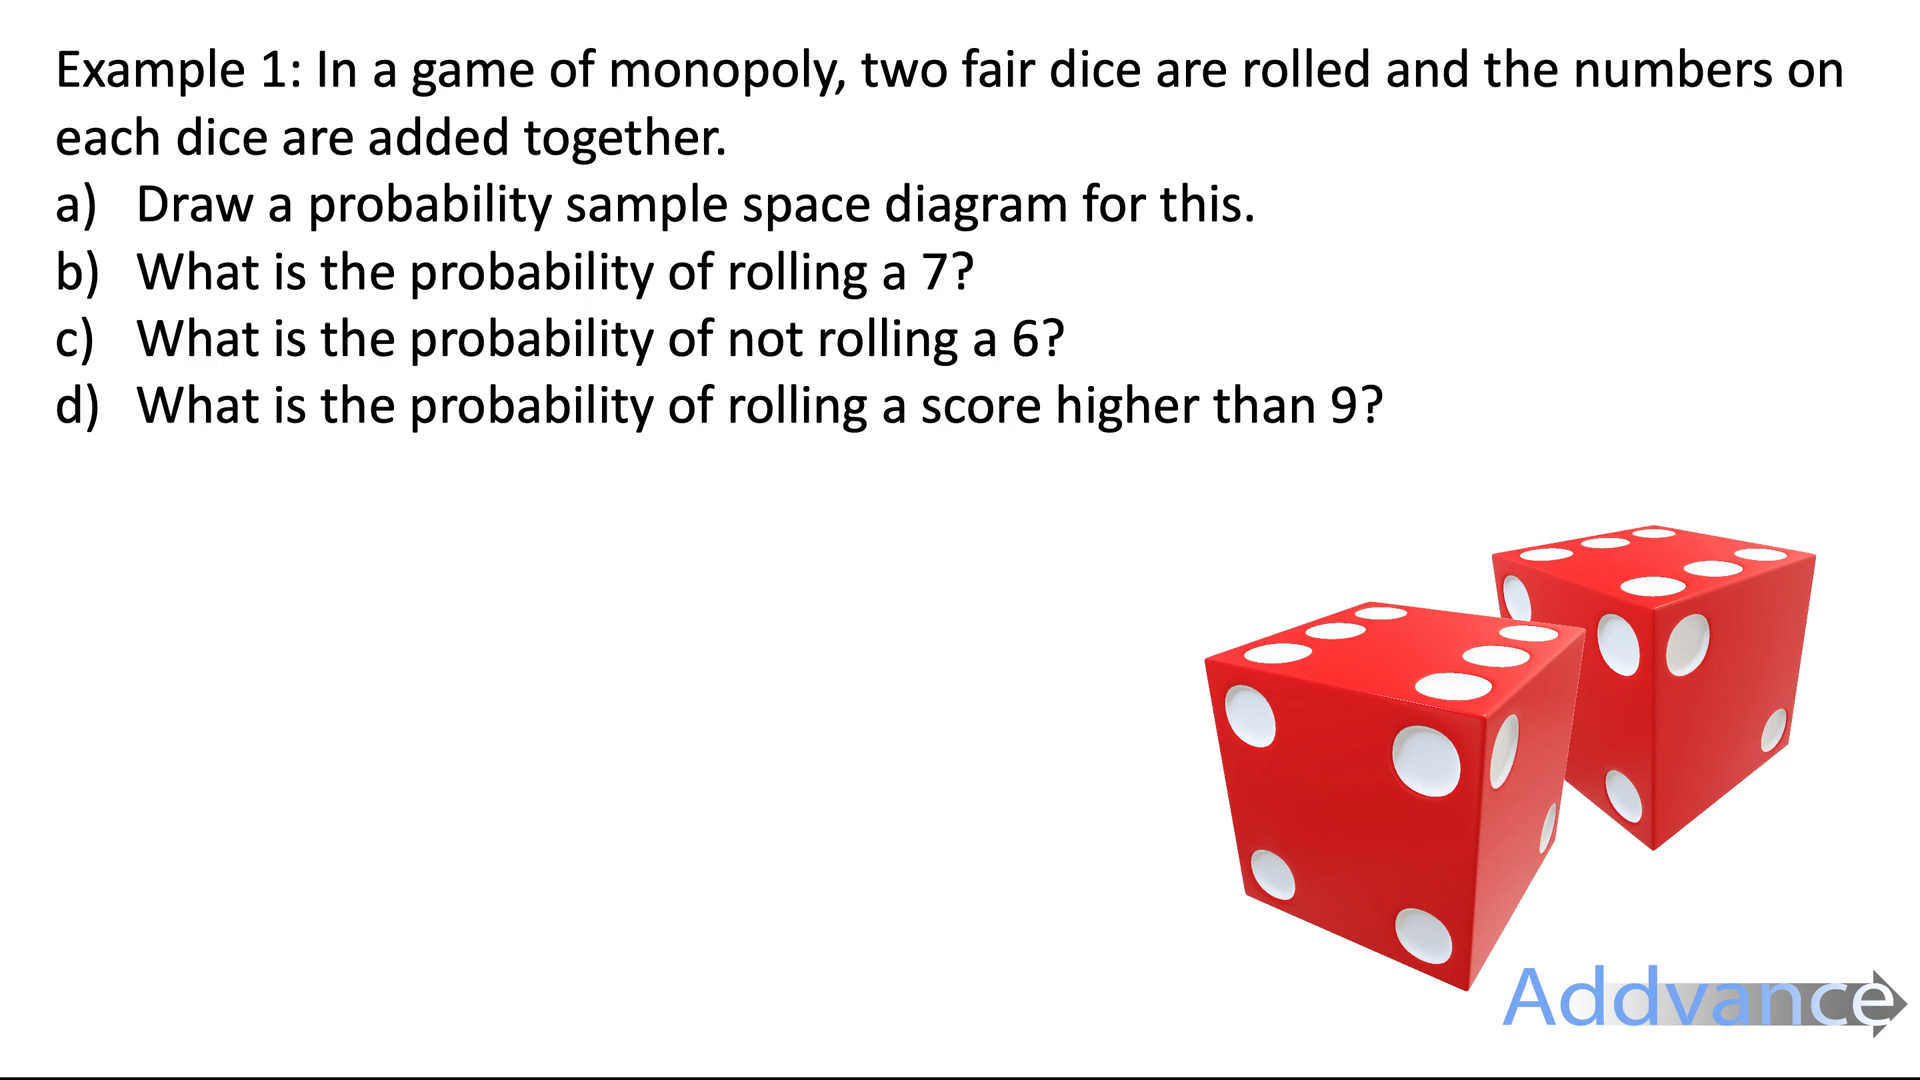 Example 1: In a game of monopoly, two fair dice are rolled and the numbers on
each dice are added together.
a) Draw a probability sample space diagram for this.
b) What is the probability of rolling a 7?
c) What is the probability of not rolling a 6?
d) What is the probability of rolling a score higher than 9?
Addvance